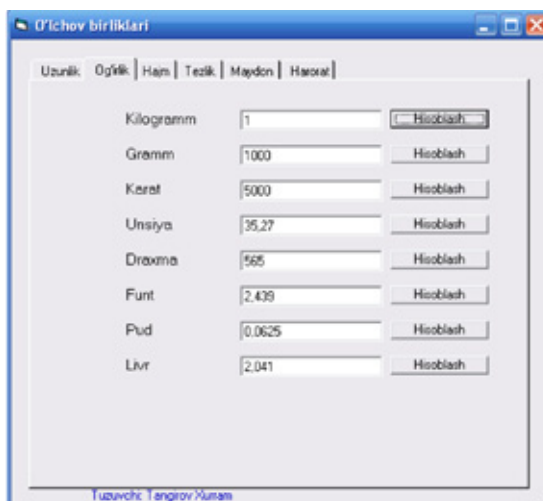 O'lchov birliklari
Uzunlik Og'irlik Hajm Tezlik Maydon Harorat
Kilogramm 1 Hisoblash
Gramm 1000 Hisoblash
Karat 5000 Hisoblash
Unsiya 35,27 Hisoblash
Draxma 565 Hisoblash
Funt 2,439 Hisoblash
Pud 0,0625 Hisoblash
Livr 2,041 Hisoblash
Tuzuvchi: Tangirov Xurram